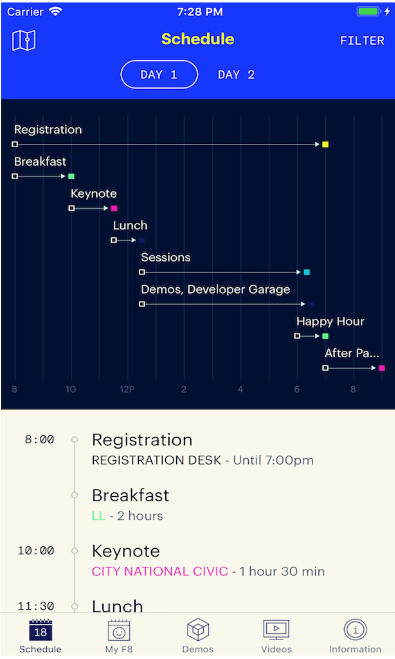 Carrier 7:28 PM
Schedule FILTER
DAY 1 DAY 2
Registration
Breakfast
Keynote
Lunch
Sessions
Demos, Developer Garage
Happy Hour
After Pa...
8 10 12P 2 4 6 8
8:00 Registration
REGISTRATION DESK - Until 7:00pm
Breakfast
LL - 2 hours
10:00 Keynote
CITY NATIONAL CIVIC - 1 hour 30 min
11:30 Lunch
18
Schedule My F8 Demos Videos Information